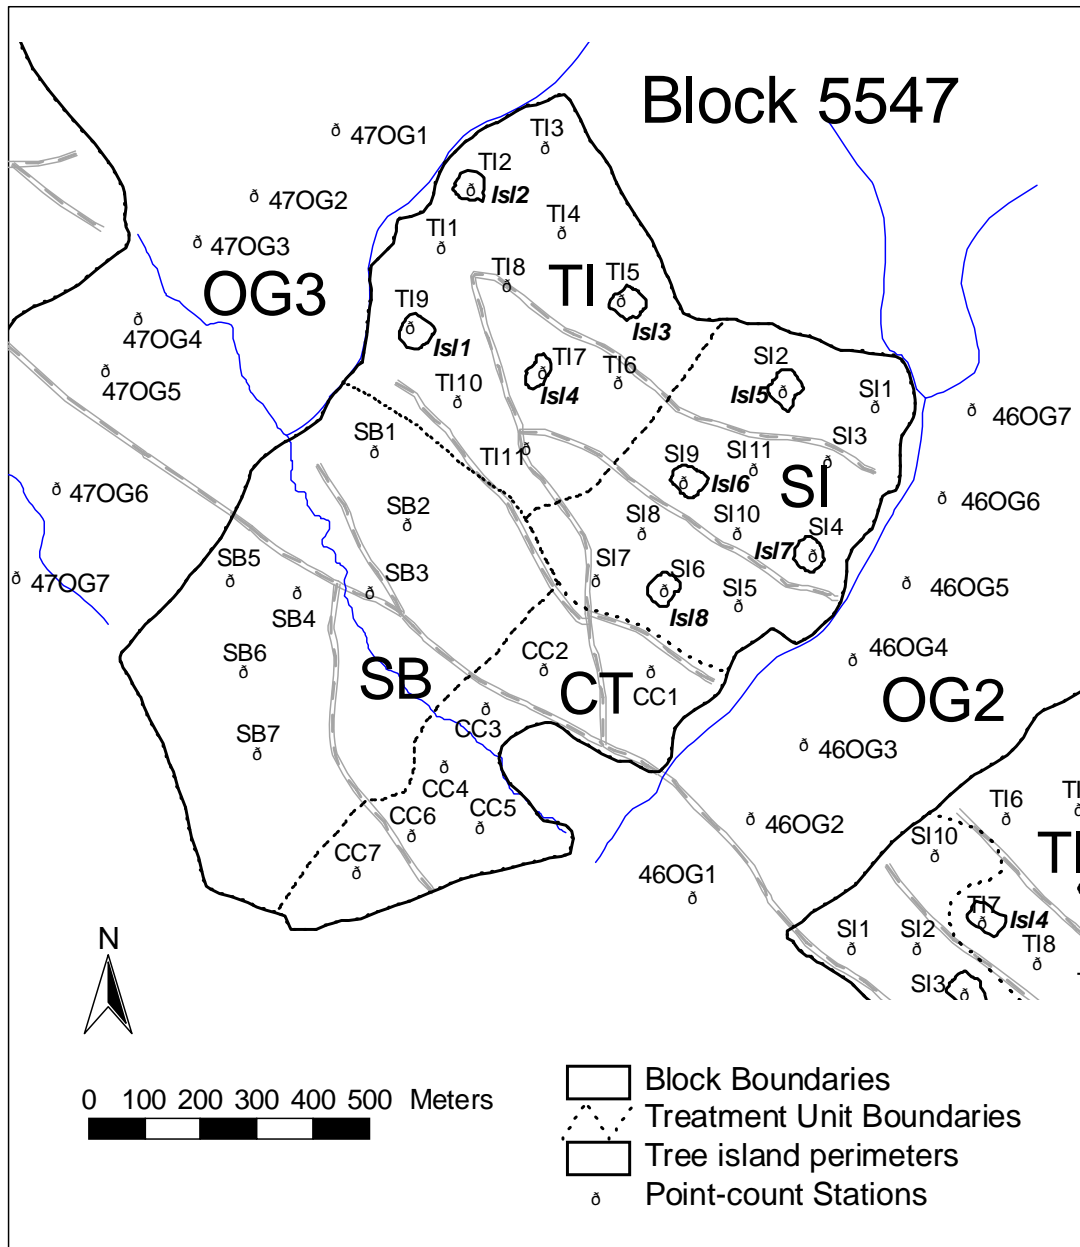 Block 5547
47OG1
TI3
TI2
Isl2
47OG2
TI1
TI4
47OG3
OG3
TI8
TI
TI5
TI9
Isl3
47OG4
Isl1
TI7
TI6
SI2
47OG5
TI10
Isl4
Isl5
SI1
46OG7
SB1
SI3
TI11
SI9
SI11
47OG6
Isl6
SI
46OG6
SB2
SI8
SI10
SI4
Isl7
SB5
SB3
SI7
SI6
47OG7
SB4
SI5
46OG5
Isl8
SB6
SB
CC2
CT
CC1
46OG4
OG2
SB7
CC3
46OG3
CC4
CC5
CC6
46OG2
TI6
TI
SI10
TI
CC7
46OG1
TI7
Isl4
SI1
SI2
TI8
SI3
N
0 100 200 300 400 500 Meters
Block Boundaries
Treatment Unit Boundaries
Tree island perimeters
ð Point-count Stations